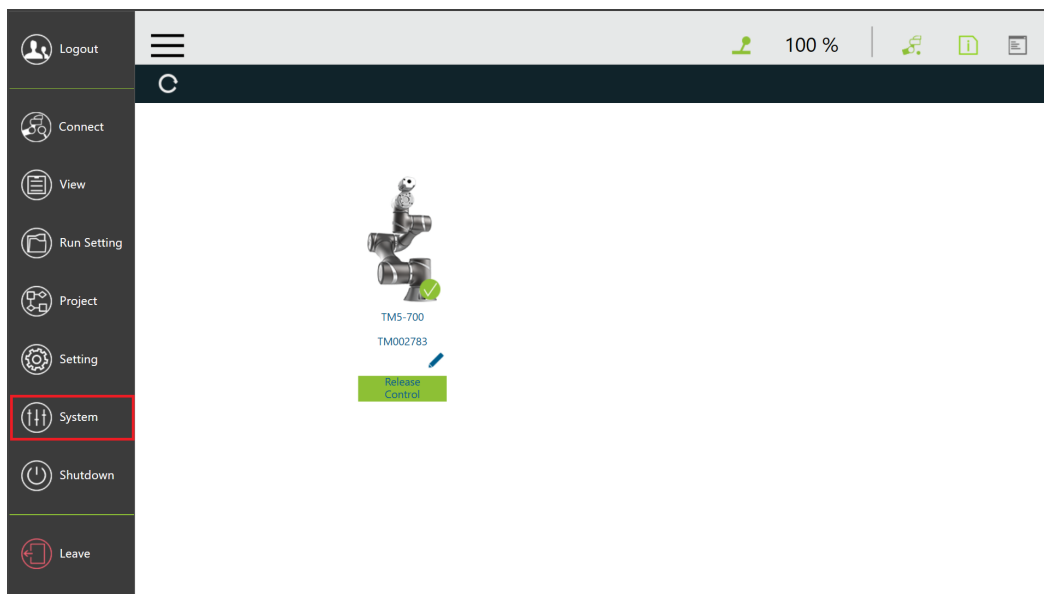 Logout
100 %
Connect
View
Run Setting
Project
Setting
System
Shutdown
Leave
TM5-700
TM002783
Release
Control